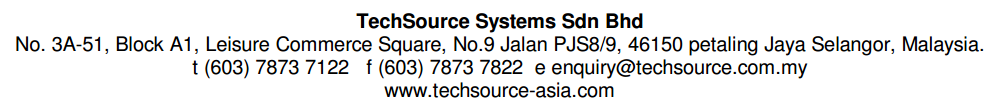 TechSource Systems Sdn Bhd
No. 3A-51, Block A1, Leisure Commerce Square, No.9 Jalan PJS8/9, 46150 petaling Jaya Selangor, Malaysia.
t (603) 7873 7122   f (603) 7873 7822  e enquiry@techsource.com.my
www.techsource-asia.com